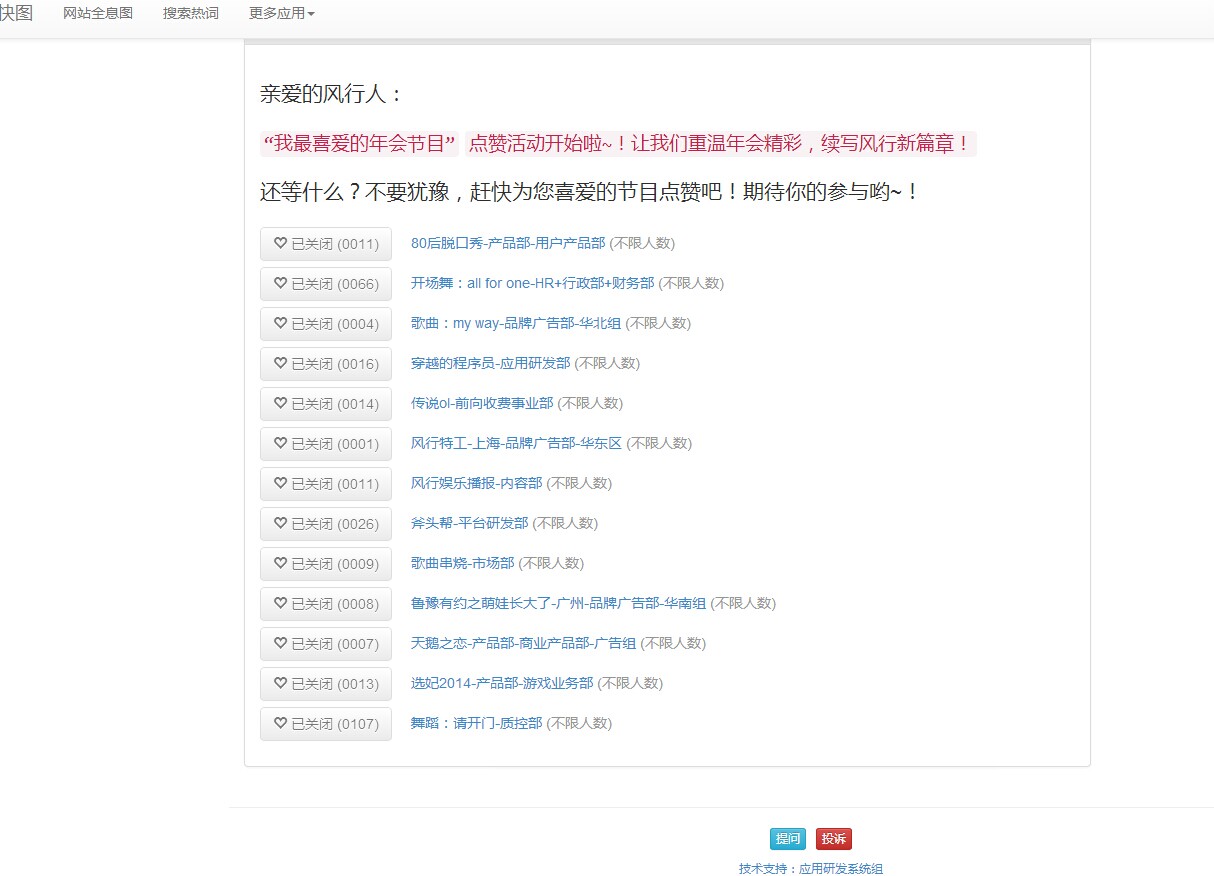 快图 网站全息图 搜索热词 更多应用
亲爱的风行人：
“我最喜爱的年会节目” 点赞活动开始啦~！让我们重温年会精彩，续写风行新篇章！
还等什么？不要犹豫，赶快为您喜爱的节目点赞吧！期待你的参与哟~！
已关闭 (0011) 80后脱口秀-产品部-用户产品部 (不限人数)
已关闭 (0066) 开场舞：all for one-HR+行政部+财务部 (不限人数)
已关闭 (0004) 歌曲：my way-品牌广告部-华北组 (不限人数)
已关闭 (0016) 穿越的程序员-应用研发部 (不限人数)
已关闭 (0014) 传说ol-前向收费事业部 (不限人数)
已关闭 (0001) 风行特工-上海-品牌广告部-华东区 (不限人数)
已关闭 (0011) 风行娱乐播报-内容部 (不限人数)
已关闭 (0026) 斧头帮-平台研发部 (不限人数)
已关闭 (0009) 歌曲串烧-市场部 (不限人数)
已关闭 (0008) 鲁豫有约之萌娃长大了-广州-品牌广告部-华南组 (不限人数)
已关闭 (0007) 天鹅之恋-产品部-商业产品部-广告组 (不限人数)
已关闭 (0013) 选妃2014-产品部-游戏业务部 (不限人数)
已关闭 (0107) 舞蹈：请开门-质控部 (不限人数)
提问 投诉
技术支持：应用研发系统组